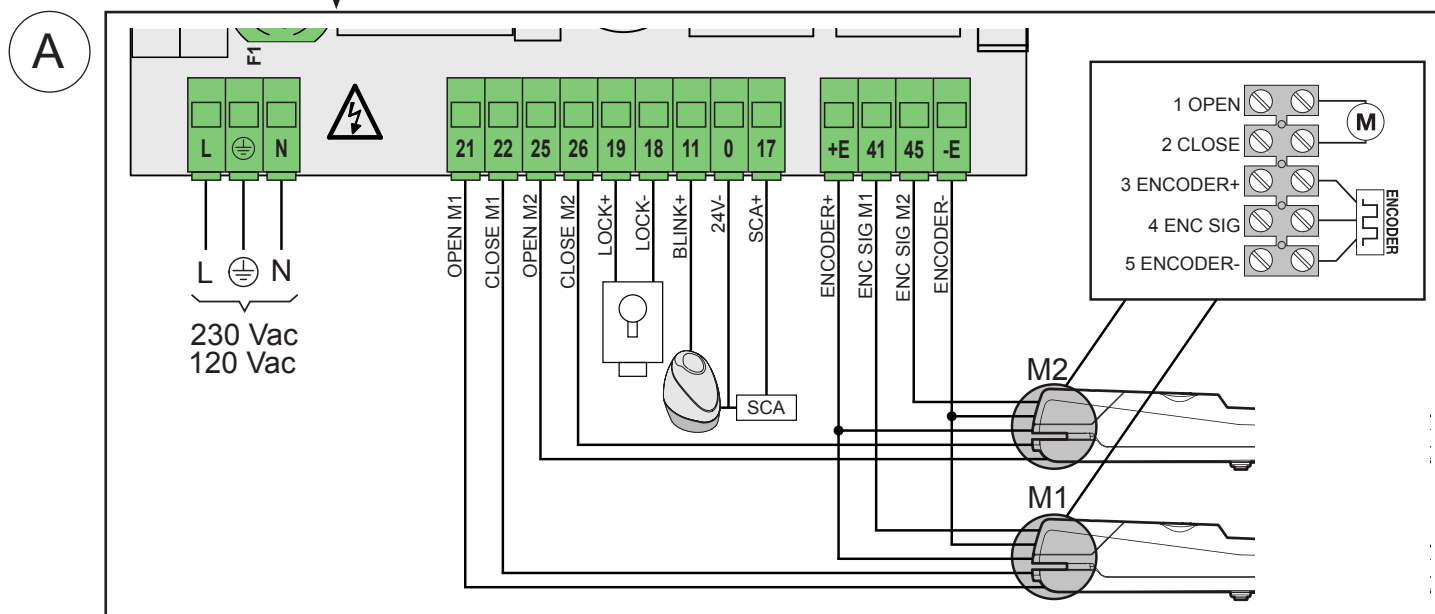 A
F1
L N
21 22 25 26 19 18 11 0 17
+E 41 45 -E
OPEN M1
CLOSE M1
OPEN M2
CLOSE M2
LOCK+
LOCK-
BLINK+
24V-
SCA+
ENCODER+
ENC SIG M1
ENC SIG M2
ENCODER-
L N
230 Vac
120 Vac
SCA
1 OPEN
2 CLOSE
3 ENCODER+
4 ENC SIG
5 ENCODER-
M
ENCODER
M2
M1